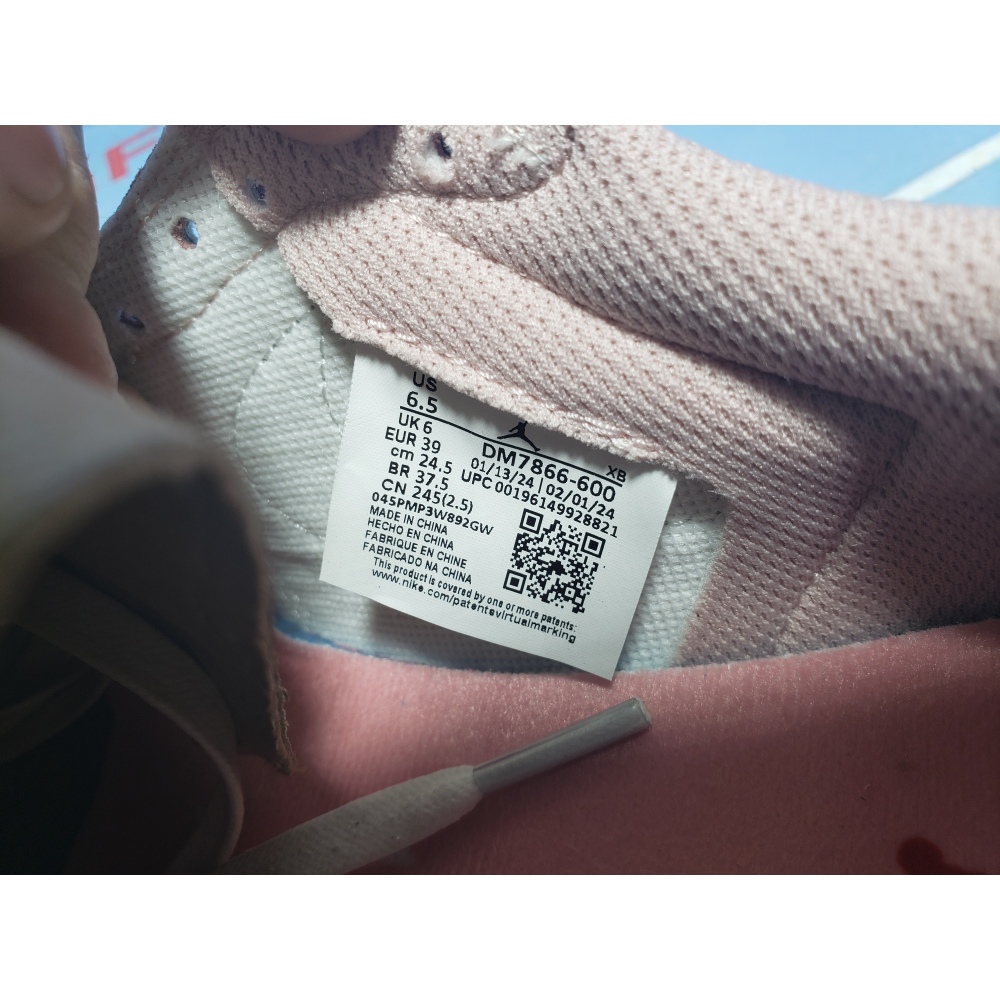 US
6.5
UK 6
EUR 39
cm 24.5
BR 37.5
CN 245(2.5)
XB
DM7866-600
01/13/24 | 02/01/24
UPC 00196149928821
045PMP3W892GW
MADE IN CHINA
HECHO EN CHINA
FABRIQUE EN CHINE
FABRICADO NA CHINA
This product is covered by one or more patents:
www.nike.com/patentsvirtualmarking